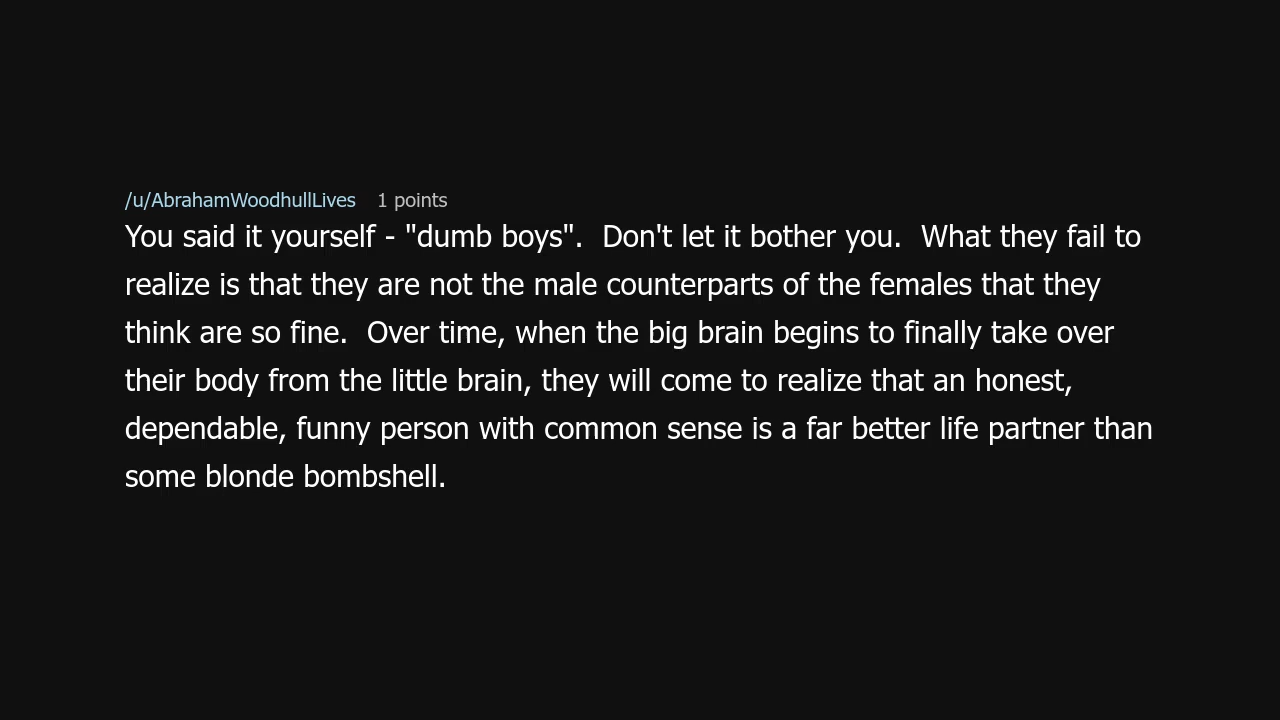 /u/AbrahamWoodhullLives 1 points
You said it yourself - "dumb boys".  Don't let it bother you.  What they fail to
realize is that they are not the male counterparts of the females that they
think are so fine.  Over time, when the big brain begins to finally take over
their body from the little brain, they will come to realize that an honest,
dependable, funny person with common sense is a far better life partner than
some blonde bombshell.